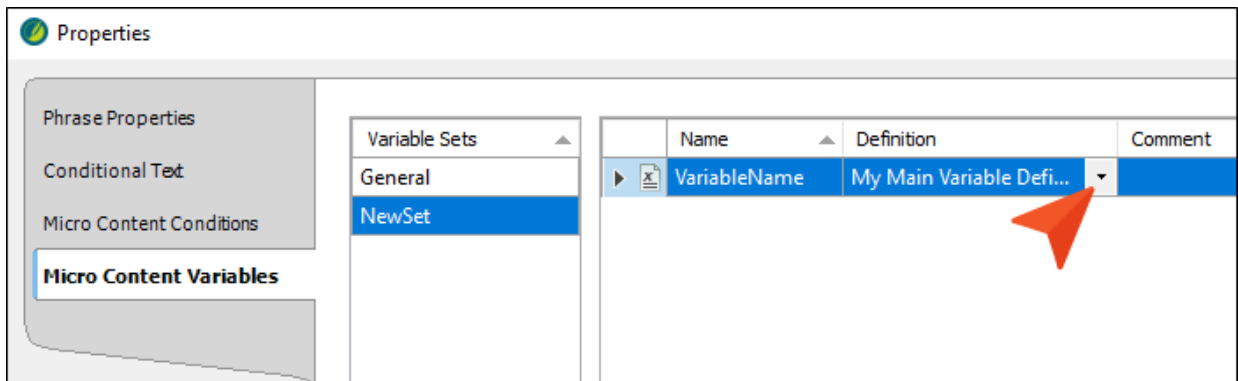 Properties
Phrase Properties
Conditional Text
Micro Content Conditions
Micro Content Variables
Variable Sets
General
NewSet
Name Definition Comment
VariableName My Main Variable Defi...